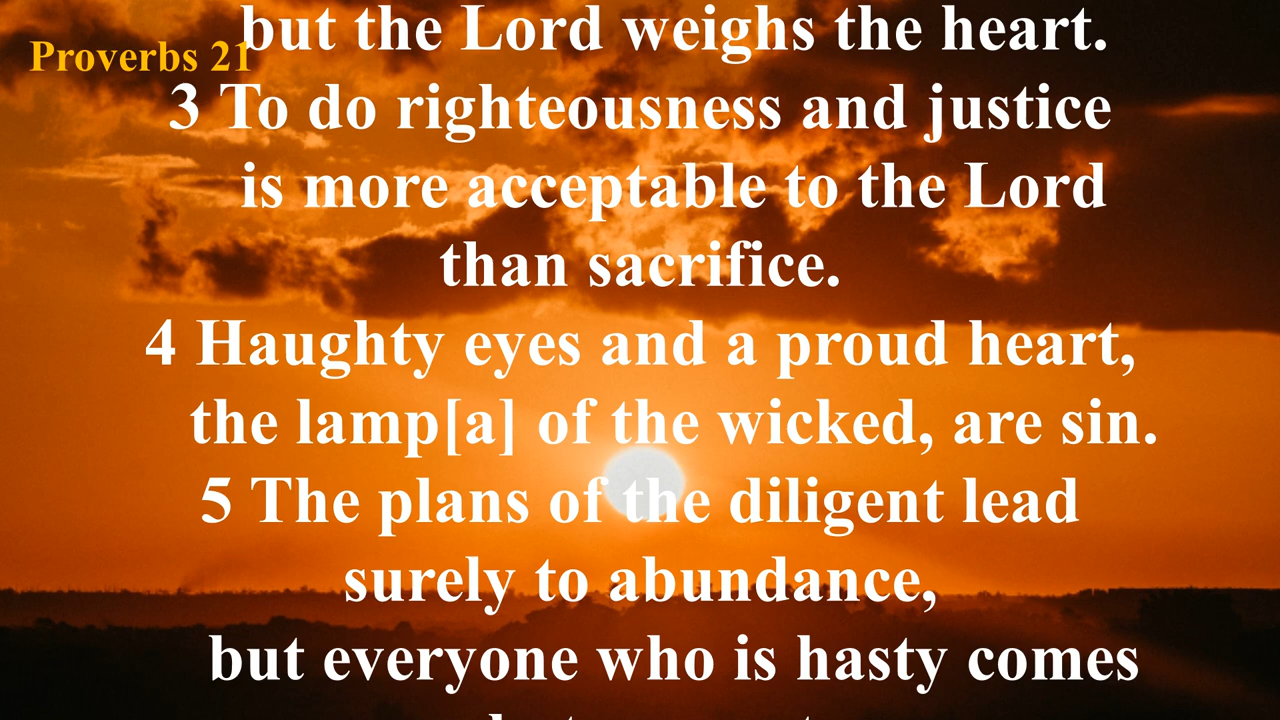 Proverbs 21
but the Lord weighs the heart.
3 To do righteousness and justice
is more acceptable to the Lord
than sacrifice.
4 Haughty eyes and a proud heart,
the lamp[a] of the wicked, are sin.
5 The plans of the diligent lead
surely to abundance,
but everyone who is hasty comes